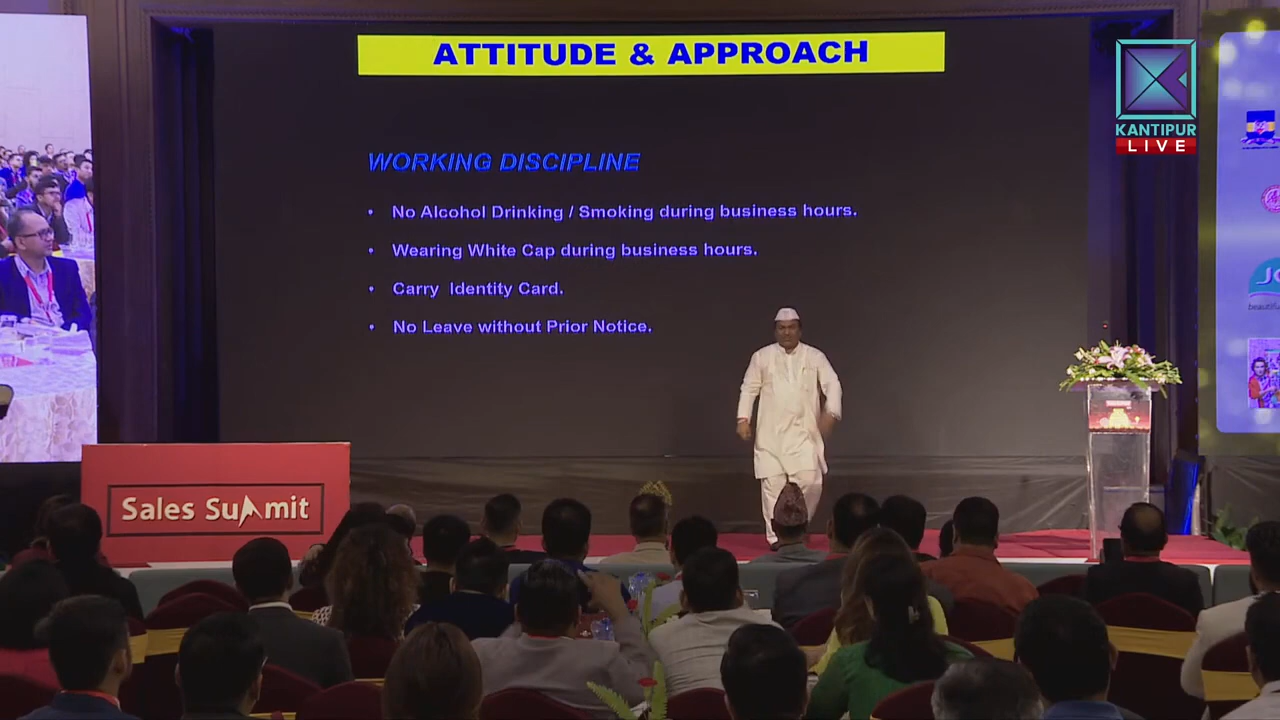 ATTITUDE & APPROACH
KANTIPUR
LIVE
WORKING DISCIPLINE
• No Alcohol Drinking / Smoking during business hours.
• Wearing White Cap during business hours.
• Carry Identity Card.
• No Leave without Prior Notice.
Sales Summit